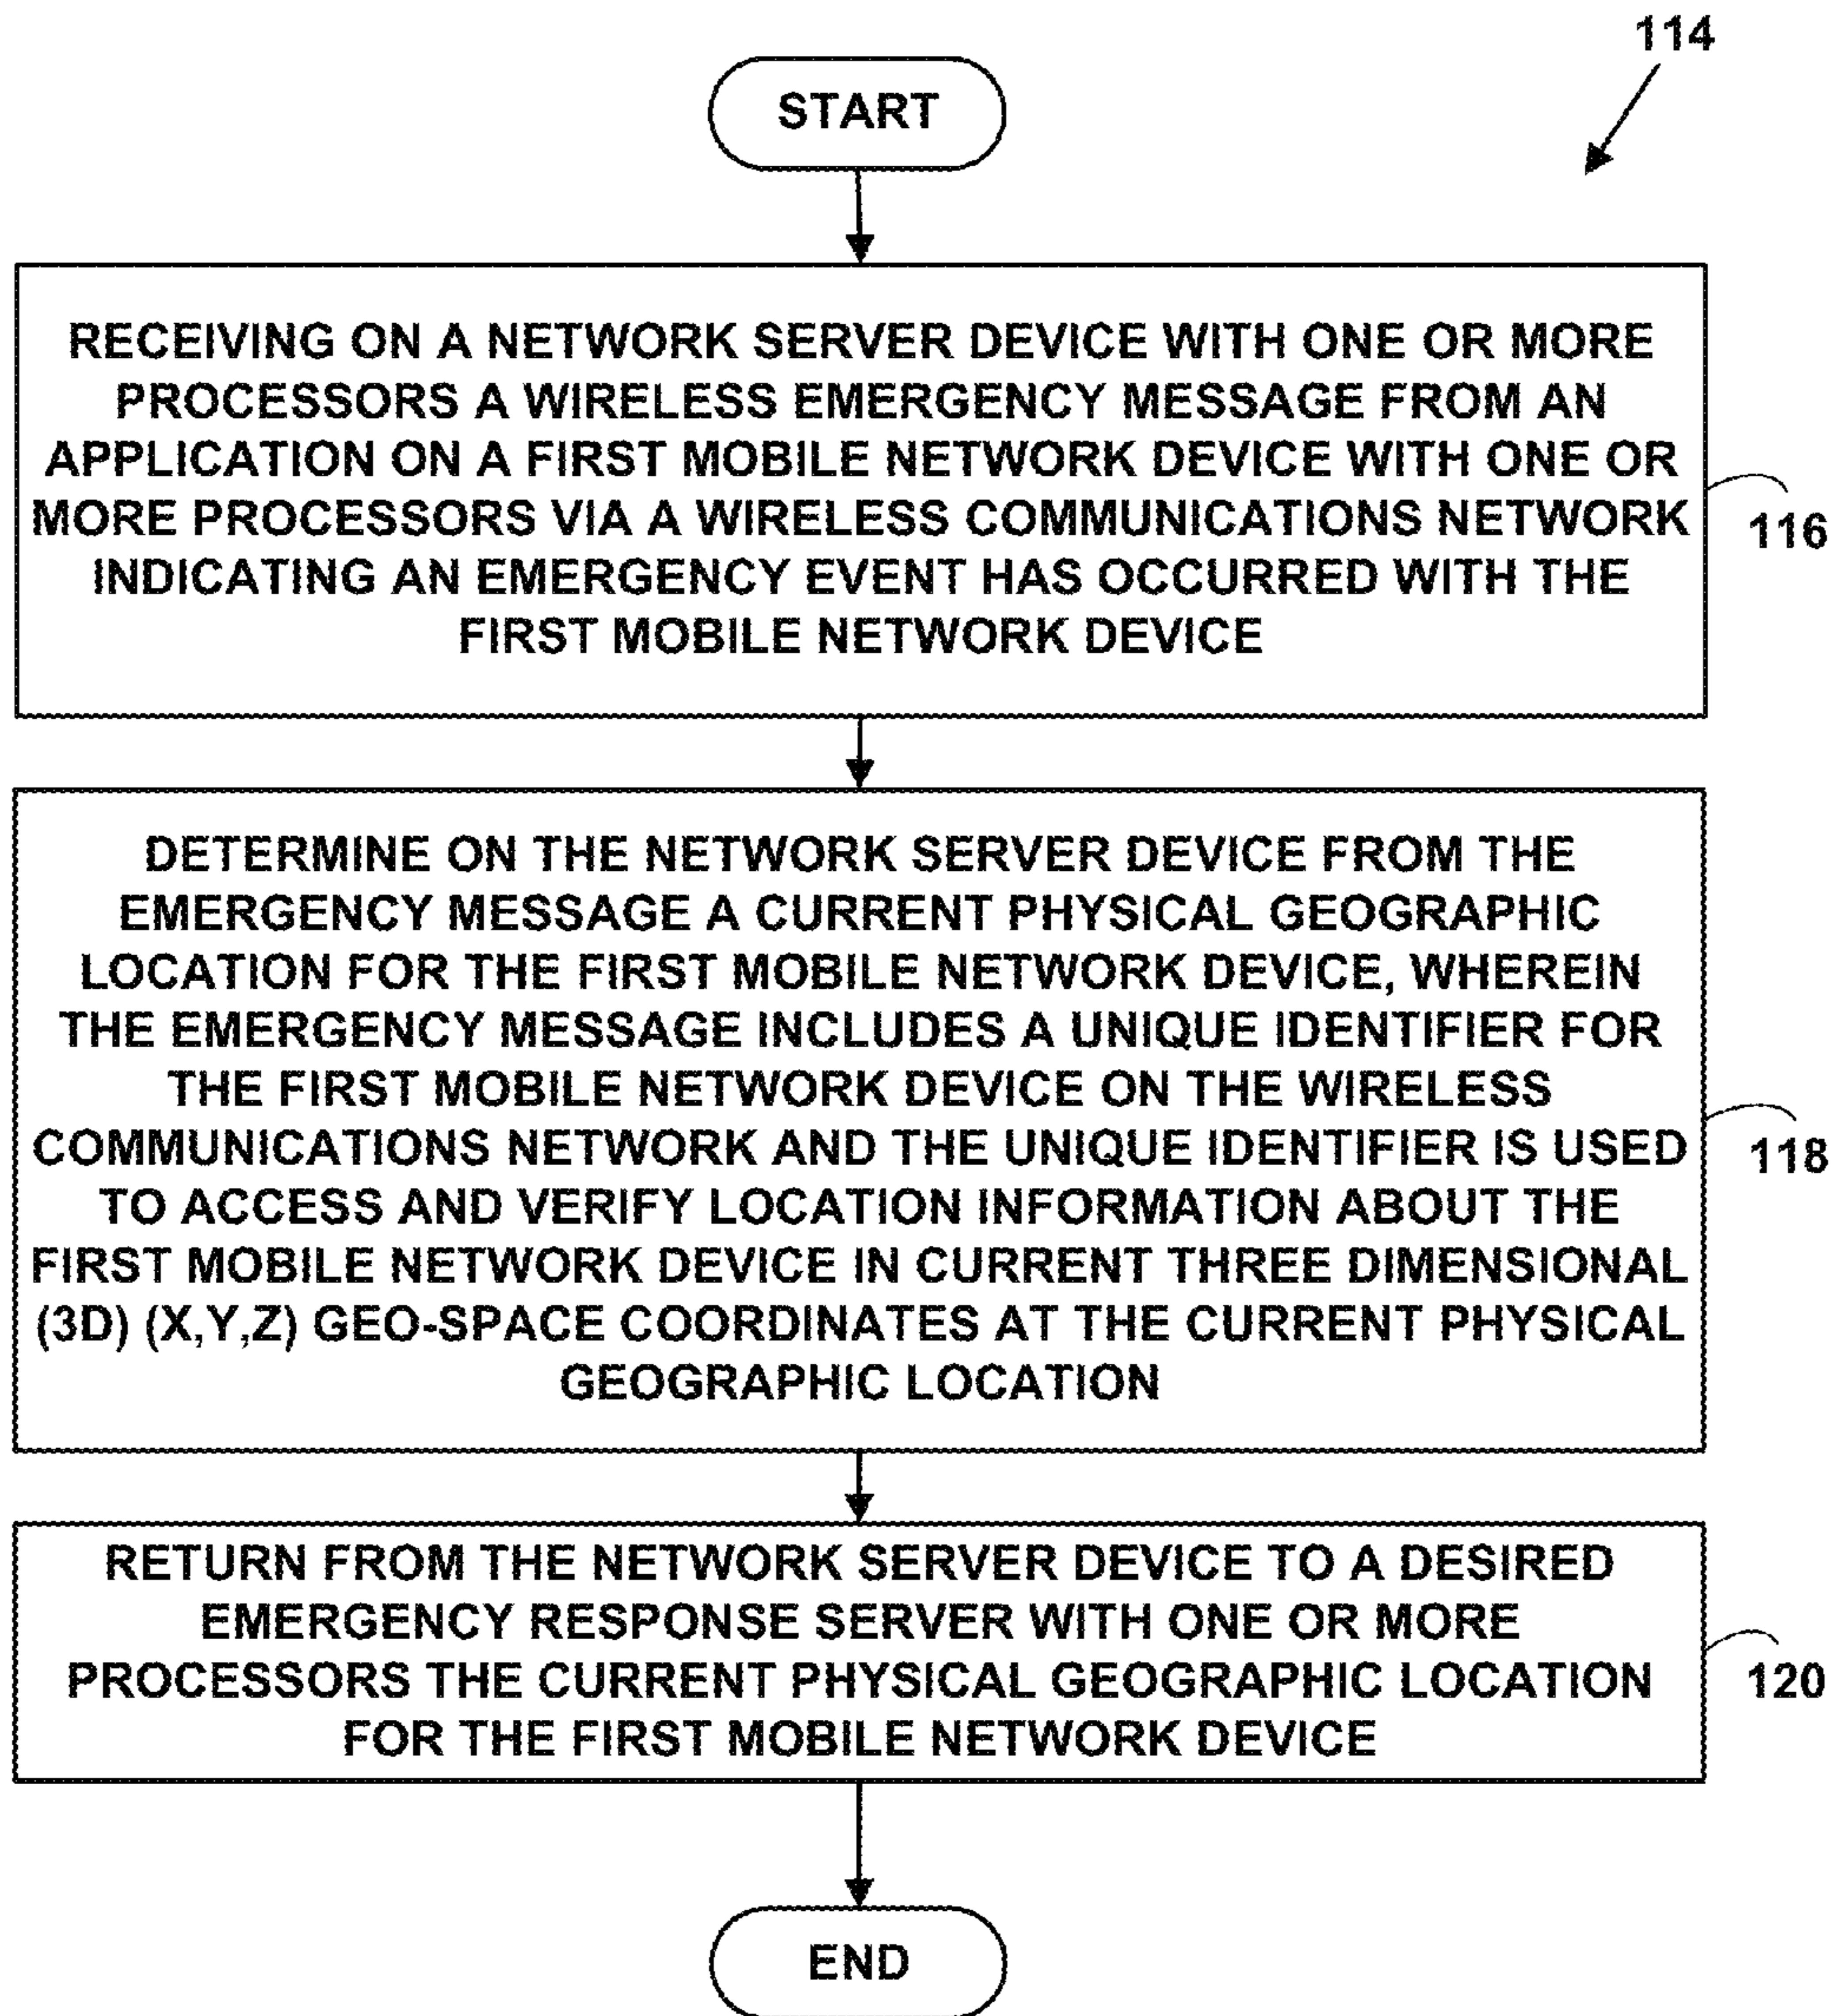 114
START
RECEIVING ON A NETWORK SERVER DEVICE WITH ONE OR MORE
PROCESSORS A WIRELESS EMERGENCY MESSAGE FROM AN
APPLICATION ON A FIRST MOBILE NETWORK DEVICE WITH ONE OR
MORE PROCESSORS VIA A WIRELESS COMMUNICATIONS NETWORK
INDICATING AN EMERGENCY EVENT HAS OCCURRED WITH THE
FIRST MOBILE NETWORK DEVICE
116
DETERMINE ON THE NETWORK SERVER DEVICE FROM THE
EMERGENCY MESSAGE A CURRENT PHYSICAL GEOGRAPHIC
LOCATION FOR THE FIRST MOBILE NETWORK DEVICE, WHEREIN
THE EMERGENCY MESSAGE INCLUDES A UNIQUE IDENTIFIER FOR
THE FIRST MOBILE NETWORK DEVICE ON THE WIRELESS
COMMUNICATIONS NETWORK AND THE UNIQUE IDENTIFIER IS USED
TO ACCESS AND VERIFY LOCATION INFORMATION ABOUT THE
FIRST MOBILE NETWORK DEVICE IN CURRENT THREE DIMENSIONAL
(3D) (X,Y,Z) GEO-SPACE COORDINATES AT THE CURRENT PHYSICAL
GEOGRAPHIC LOCATION
118
RETURN FROM THE NETWORK SERVER DEVICE TO A DESIRED
EMERGENCY RESPONSE SERVER WITH ONE OR MORE
PROCESSORS THE CURRENT PHYSICAL GEOGRAPHIC LOCATION
FOR THE FIRST MOBILE NETWORK DEVICE
120
END